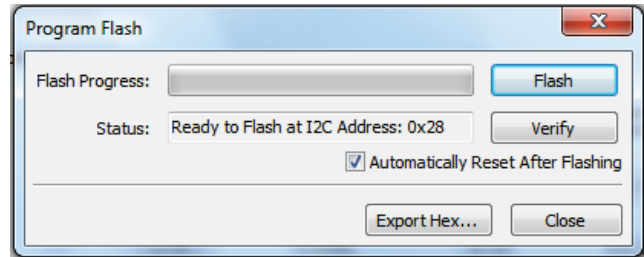 Program Flash
Flash Progress:
Flash
Status:
Ready to Flash at I2C Address: 0x28
Verify
Automatically Reset After Flashing
Export Hex...
Close